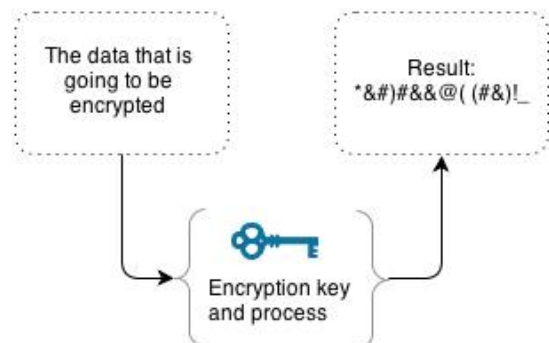 The data that is
going to be
encrypted
Result:
*&#)#&&@( (#&)!_
Encryption key
and process